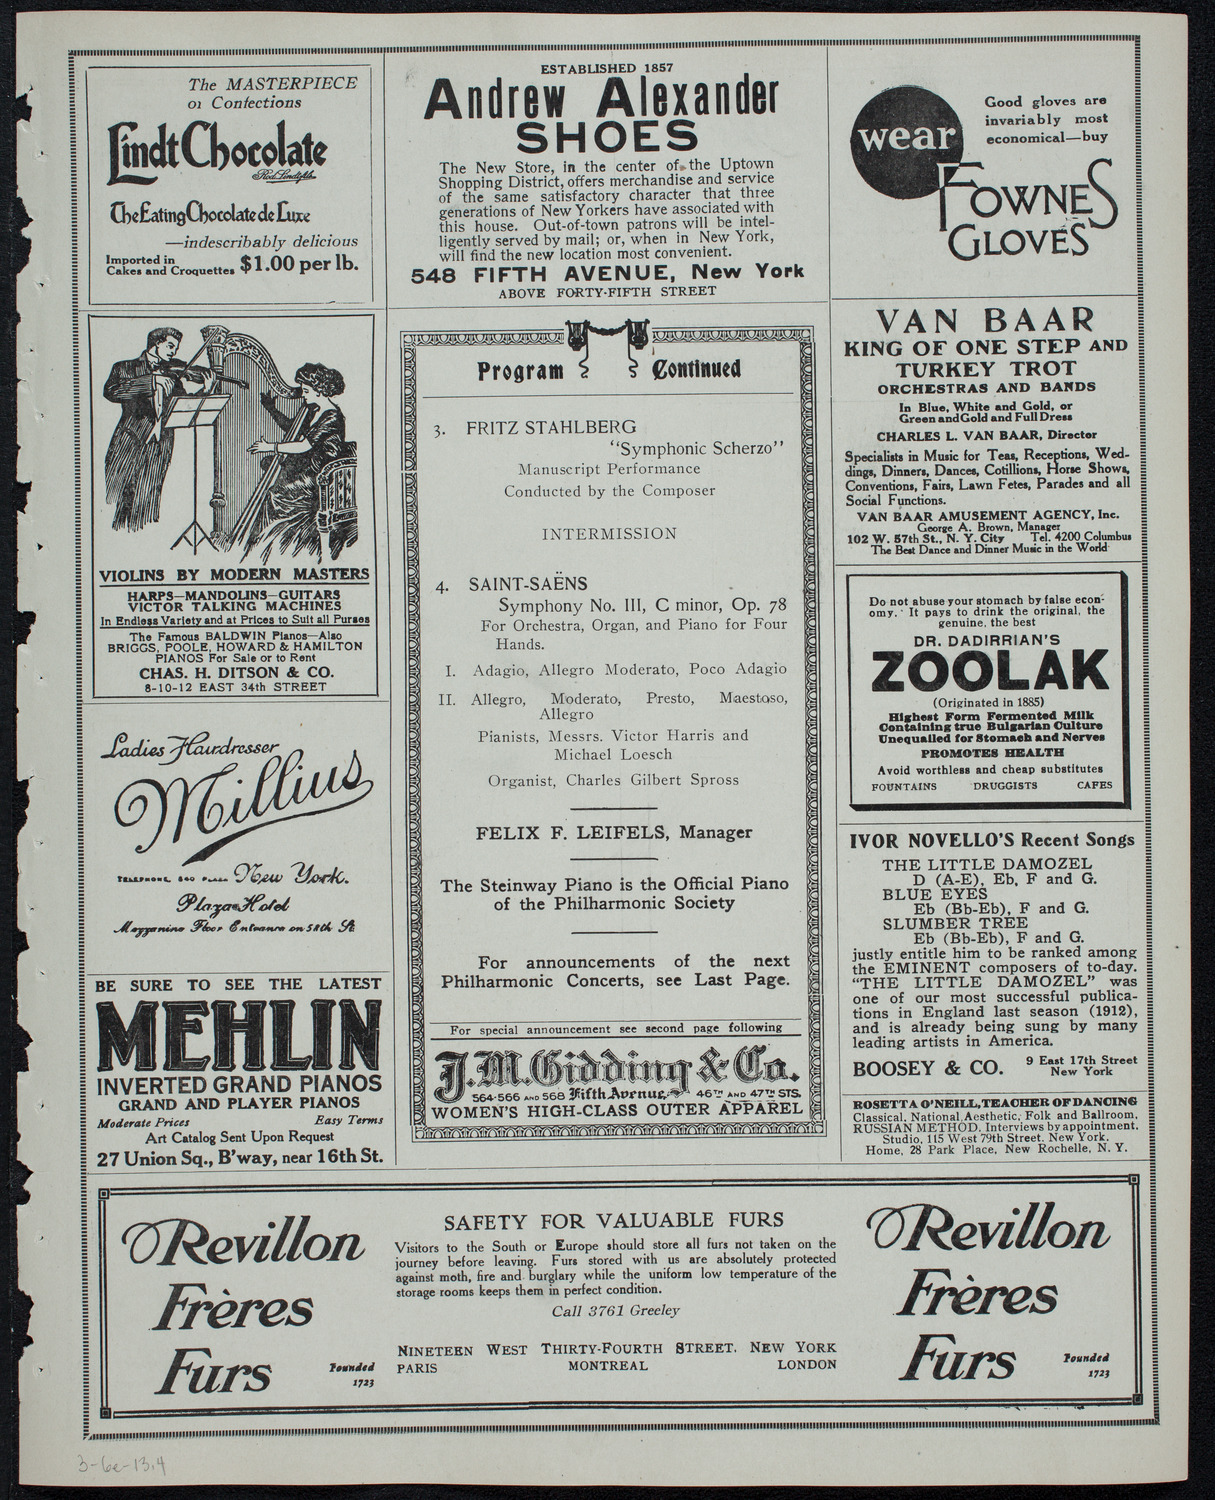 The MASTERPIECE
of Confections
Lindt Chocolate
The Eating Chocolate de Luxe
—indescribably delicious
Imported in
Cakes and Croquettes $1.00 per lb.
ESTABLISHED 1857
Andrew Alexander
SHOES
The New Store, in the center of the Uptown
Shopping District, offers merchandise and service
of the same satisfactory character that three
generations of New Yorkers have associated with
this house. Out-of-town patrons will be intel-
ligently served by mail; or, when in New York,
will find the new location most convenient.
548 FIFTH AVENUE, New York
ABOVE FORTY-FIFTH STREET
Good gloves are
invariably most
economical—buy
wear
FOWNES
GLOVES
VIOLINS BY MODERN MASTERS
HARPS—MANDOLINS—GUITARS
VICTOR TALKING MACHINES
In Endless Variety and at Prices to Suit all Purses
The Famous BALDWIN Pianos—Also
BRIGGS, POOLE, HOWARD & HAMILTON
PIANOS For Sale or to Rent
CHAS. H. DITSON & CO.
8-10-12 EAST 34th STREET
Ladies Hairdresser
Millius
TELEPHONE, 840 PLAZA New York.
Plaza Hotel
Mezzanine Floor Entrance on 58th St
BE SURE TO SEE THE LATEST
MEHLIN
INVERTED GRAND PIANOS
GRAND AND PLAYER PIANOS
Moderate Prices Easy Terms
Art Catalog Sent Upon Request
27 Union Sq., B'way, near 16th St.
Program Continued
3. FRITZ STAHLBERG
"Symphonic Scherzo"
Manuscript Performance
Conducted by the Composer
INTERMISSION
4. SAINT-SAËNS
Symphony No. III, C minor, Op. 78
For Orchestra, Organ, and Piano for Four
Hands.
I. Adagio, Allegro Moderato, Poco Adagio
II. Allegro, Moderato, Presto, Maestoso,
Allegro
Pianists, Messrs. Victor Harris and
Michael Loesch
Organist, Charles Gilbert Spross
FELIX F. LEIFELS, Manager
The Steinway Piano is the Official Piano
of the Philharmonic Society
For announcements of the next
Philharmonic Concerts, see Last Page.
For special announcement see second page following
J. M. Gidding & Co.
564-566 AND 568 Fifth Avenue, 46TH AND 47TH STS.
WOMEN'S HIGH-CLASS OUTER APPAREL
VAN BAAR
KING OF ONE STEP AND
TURKEY TROT
ORCHESTRAS AND BANDS
In Blue, White and Gold, or
Green and Gold and Full Dress
CHARLES L. VAN BAAR, Director
Specialists in Music for Teas, Receptions, Wed-
dings, Dinners, Dances, Cotillions, Horse Shows,
Conventions, Fairs, Lawn Fetes, Parades and all
Social Functions.
VAN BAAR AMUSEMENT AGENCY, Inc.
George A. Brown, Manager
102 W. 57th St., N. Y. City Tel. 4200 Columbus
The Best Dance and Dinner Music in the World
Do not abuse your stomach by false econ-
omy. It pays to drink the original, the
genuine, the best
DR. DADIRRIAN'S
ZOOLAK
(Originated in 1885)
Highest Form Fermented Milk
Containing true Bulgarian Culture
Unequalled for Stomach and Nerves
PROMOTES HEALTH
Avoid worthless and cheap substitutes
FOUNTAINS DRUGGISTS CAFES
IVOR NOVELLO'S Recent Songs
THE LITTLE DAMOZEL
D (A-E), Eb, F and G.
BLUE EYES
Eb (Bb-Eb), F and G.
SLUMBER TREE
Eb (Bb-Eb), F and G.
justly entitle him to be ranked among
the EMINENT composers of to-day.
"THE LITTLE DAMOZEL" was
one of our most successful publica-
tions in England last season (1912),
and is already being sung by many
leading artists in America.
BOOSEY & CO. 9 East 17th Street
New York
ROSETTA O'NEILL, TEACHER OF DANCING
Classical, National, Aesthetic, Folk and Ballroom,
RUSSIAN METHOD. Interviews by appointment.
Studio, 115 West 79th Street, New York.
Home, 28 Park Place, New Rochelle, N. Y.
Revillon
Frères
Furs
Founded
1723
SAFETY FOR VALUABLE FURS
Visitors to the South or Europe should store all furs not taken on the
journey before leaving. Furs stored with us are absolutely protected
against moth, fire and burglary while the uniform low temperature of the
storage rooms keeps them in perfect condition.
Call 3761 Greeley
NINETEEN WEST THIRTY-FOURTH STREET, NEW YORK
PARIS MONTREAL LONDON
Revillon
Frères
Furs
Founded
1723
3-6e-13.4